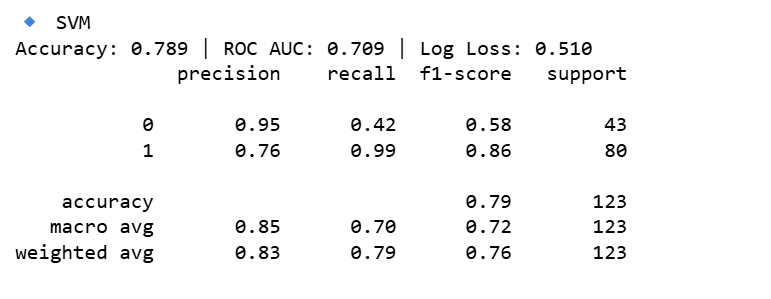 🔹 SVM
Accuracy: 0.789 | ROC AUC: 0.709 | Log Loss: 0.510
precision recall f1-score support
0 0.95 0.42 0.58 43
1 0.76 0.99 0.86 80
accuracy 0.79 123
macro avg 0.85 0.70 0.72 123
weighted avg 0.83 0.79 0.76 123